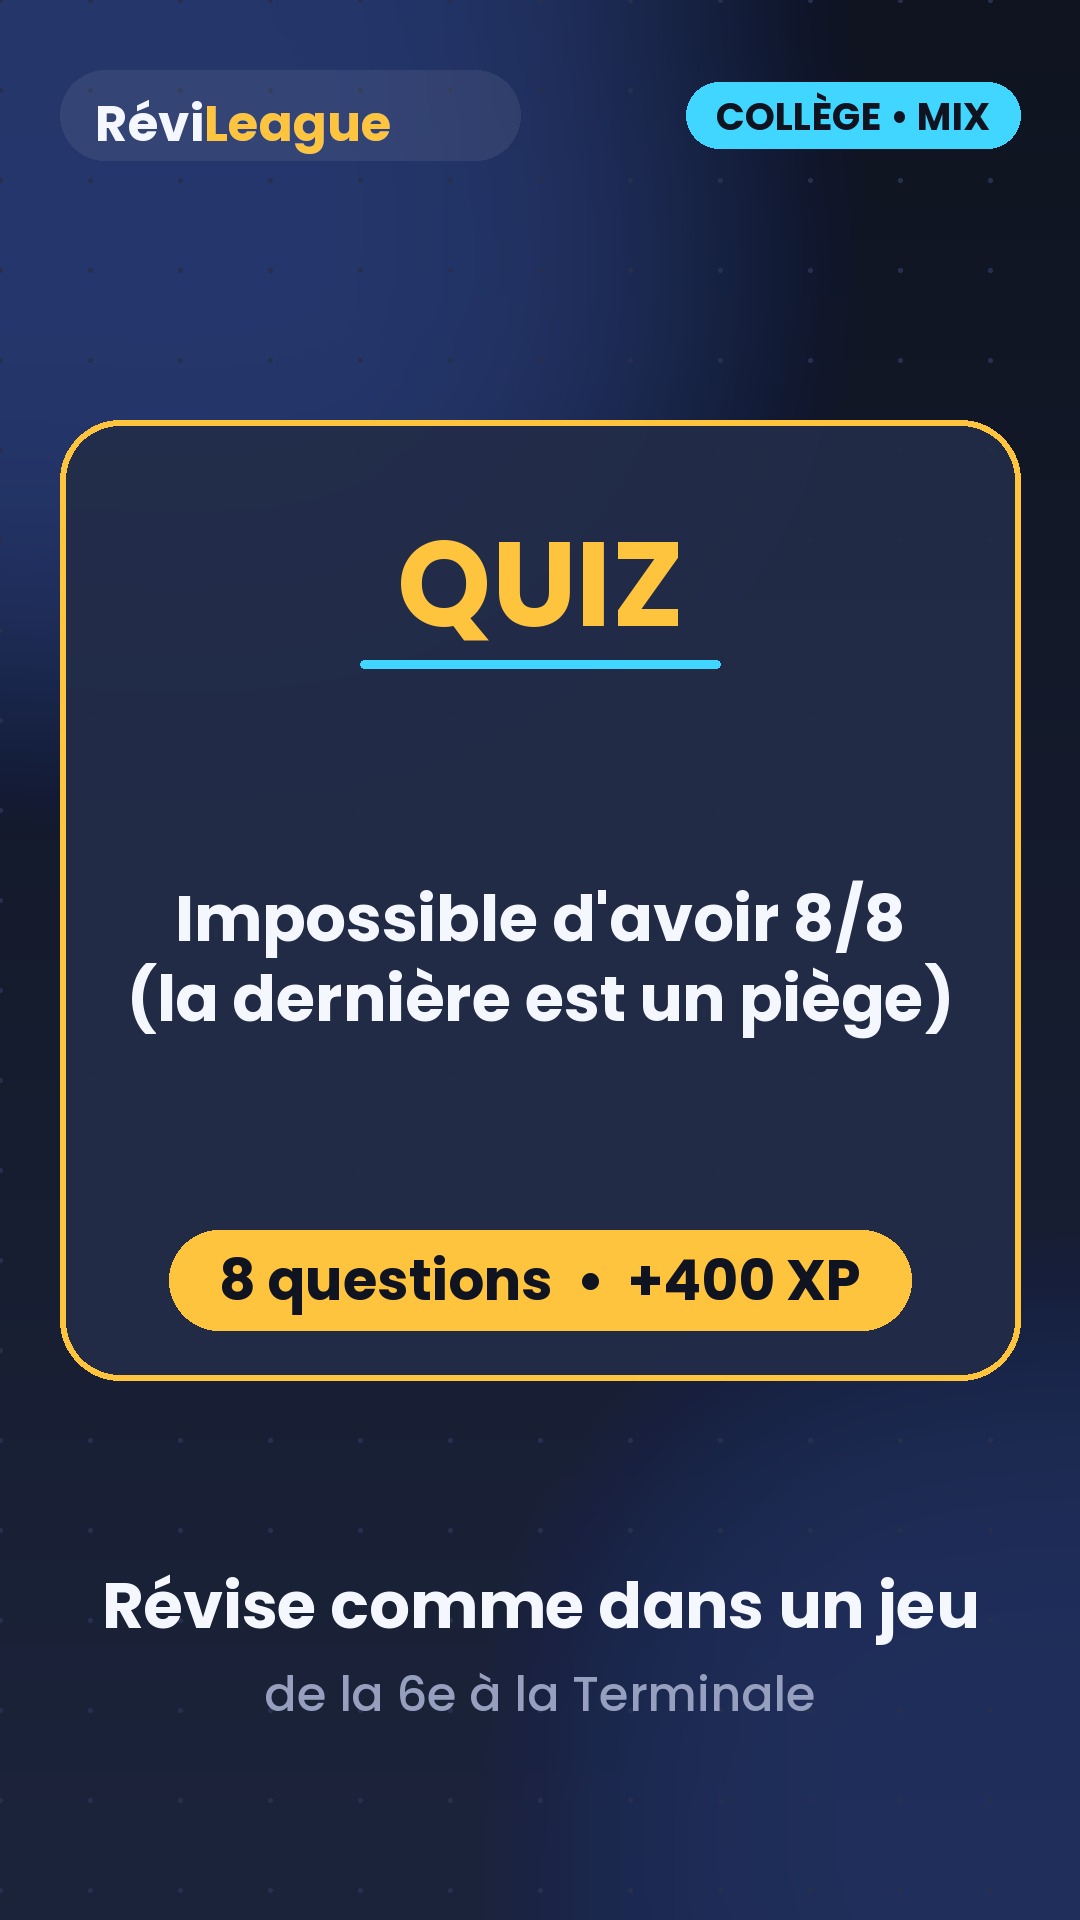 RéviLeague
COLLÈGE • MIX
QUIZ
Impossible d'avoir 8/8
(la dernière est un piège)
8 questions • +400 XP
Révise comme dans un jeu
de la 6e à la Terminale